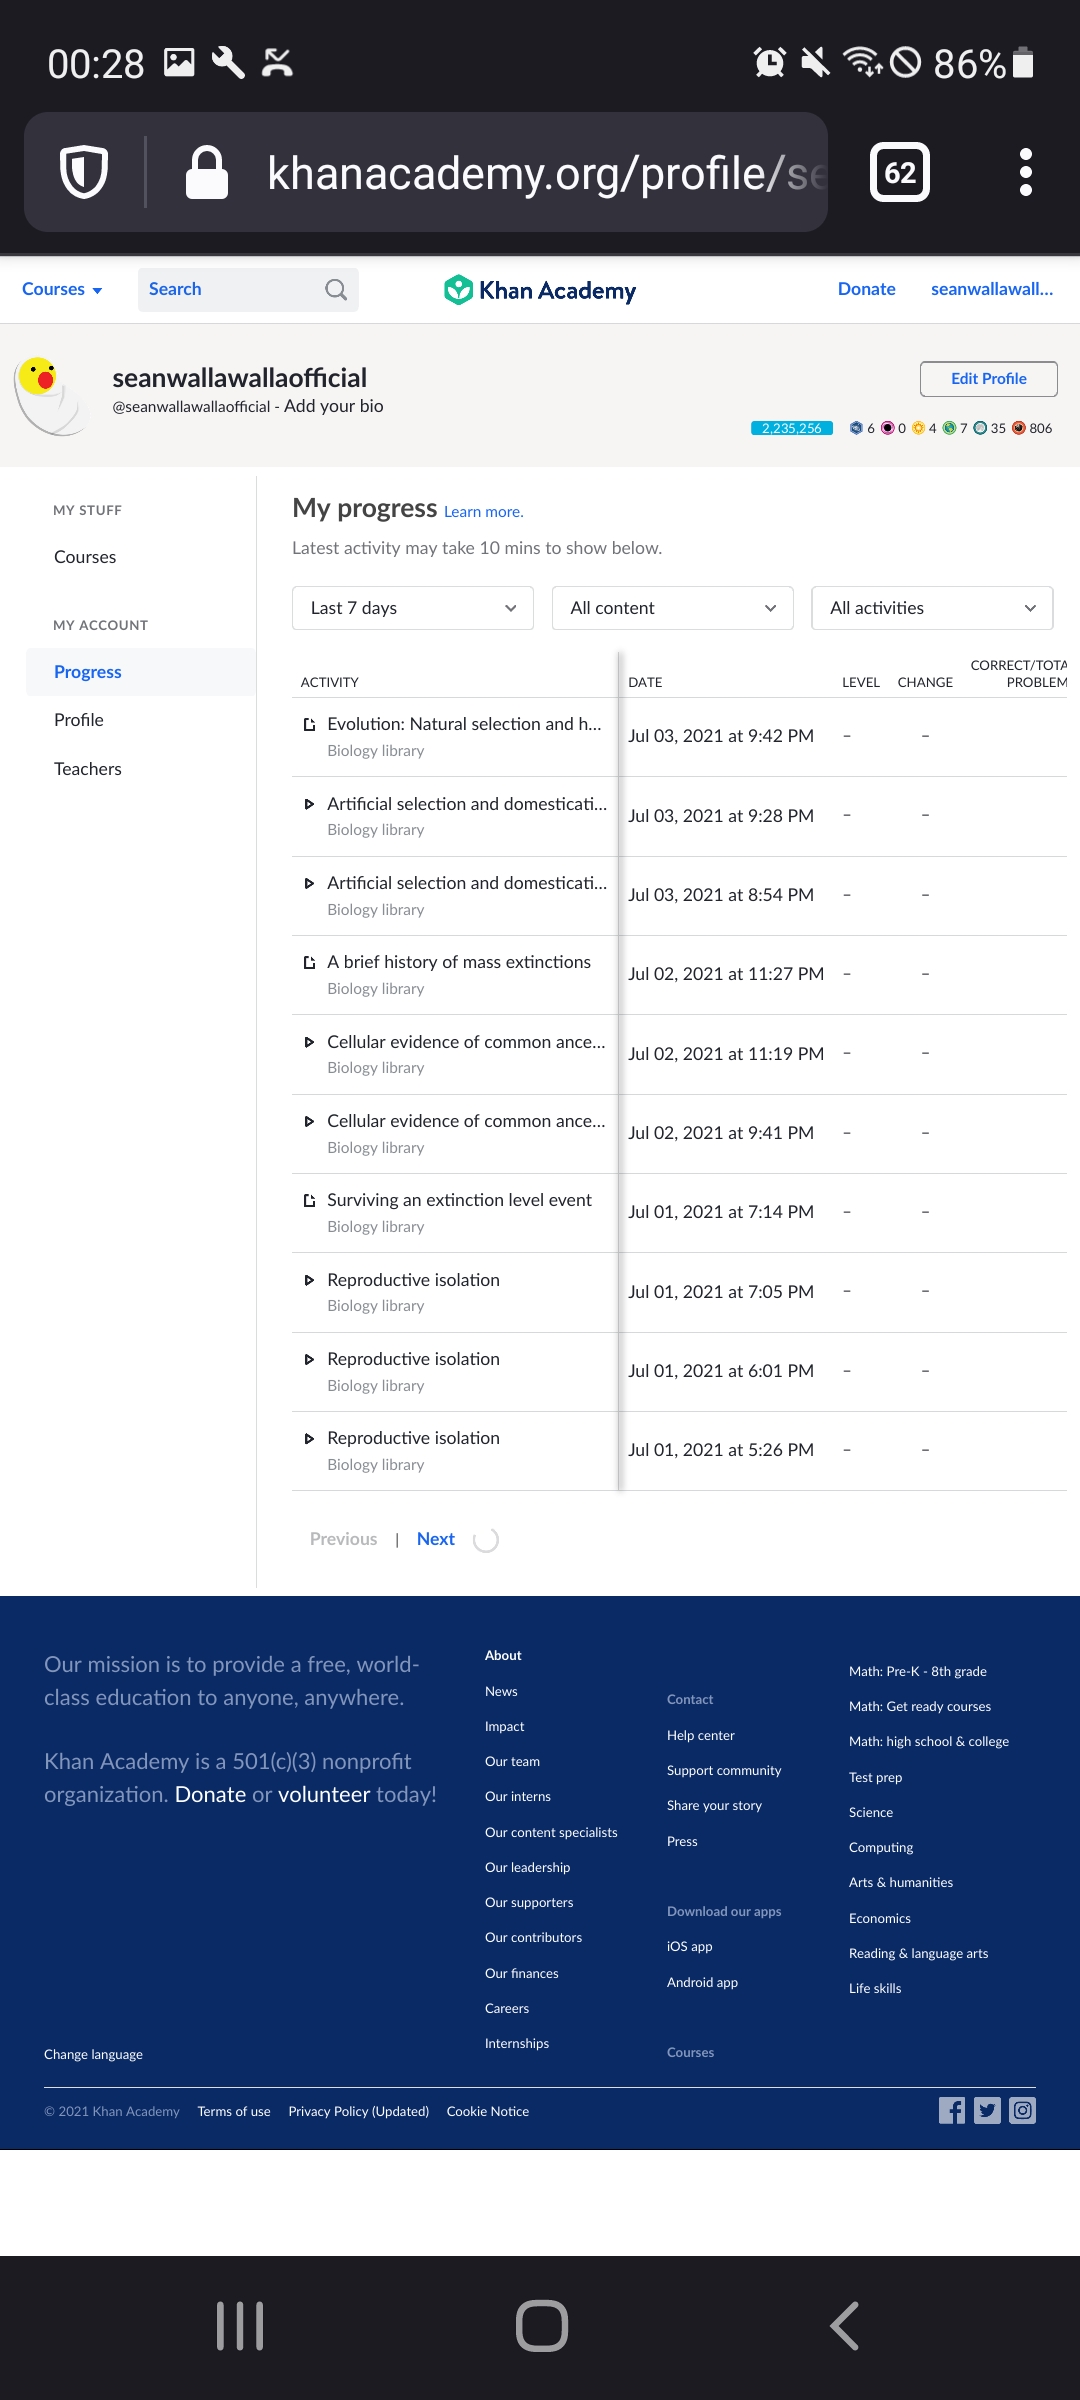 00:28
86%
khanacademy.org/profile/se
62
Courses
Search
Khan Academy
Donate
seanwallawall...
seanwallawallaofficial
@seanwallawallaofficial - Add your bio
Edit Profile
2,235,256
6 0 4 7 35 806
MY STUFF
Courses
MY ACCOUNT
Progress
Profile
Teachers
My progress Learn more.
Latest activity may take 10 mins to show below.
Last 7 days
All content
All activities
ACTIVITY
DATE
LEVEL
CHANGE
CORRECT/TOTA
PROBLEM
Evolution: Natural selection and h...
Biology library
Jul 03, 2021 at 9:42 PM – –
Artificial selection and domesticati...
Biology library
Jul 03, 2021 at 9:28 PM – –
Artificial selection and domesticati...
Biology library
Jul 03, 2021 at 8:54 PM – –
A brief history of mass extinctions
Biology library
Jul 02, 2021 at 11:27 PM – –
Cellular evidence of common ance...
Biology library
Jul 02, 2021 at 11:19 PM – –
Cellular evidence of common ance...
Biology library
Jul 02, 2021 at 9:41 PM – –
Surviving an extinction level event
Biology library
Jul 01, 2021 at 7:14 PM – –
Reproductive isolation
Biology library
Jul 01, 2021 at 7:05 PM – –
Reproductive isolation
Biology library
Jul 01, 2021 at 6:01 PM – –
Reproductive isolation
Biology library
Jul 01, 2021 at 5:26 PM – –
Previous | Next
Our mission is to provide a free, world-
class education to anyone, anywhere.
Khan Academy is a 501(c)(3) nonprofit
organization. Donate or volunteer today!
About
News
Impact
Our team
Our interns
Our content specialists
Our leadership
Our supporters
Our contributors
Our finances
Careers
Internships
Contact
Help center
Support community
Share your story
Press
Download our apps
iOS app
Android app
Courses
Math: Pre-K - 8th grade
Math: Get ready courses
Math: high school & college
Test prep
Science
Computing
Arts & humanities
Economics
Reading & language arts
Life skills
Change language
© 2021 Khan Academy
Terms of use
Privacy Policy (Updated)
Cookie Notice